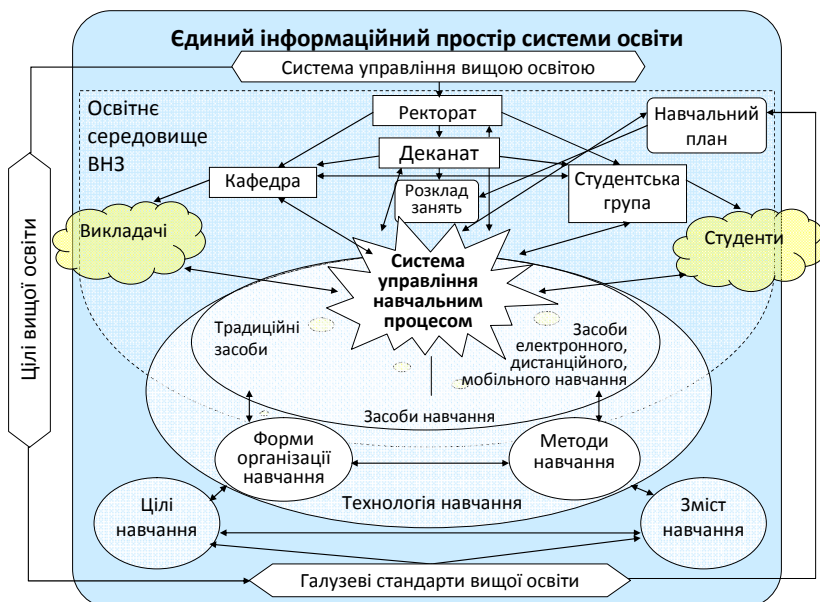 Єдиний інформаційний простір системи освіти
Система управління вищою освітою
Освітнє
середовище
ВНЗ
Ректорат
Навчальний
план
Деканат
Кафедра
Розклад
занять
Студентська
група
Викладачі
Студенти
Цілі вищої освіти
Система
управління
навчальним
процесом
Традиційні
засоби
Засоби
електронного,
дистанційного,
мобільного навчання
Засоби навчання
Форми
організації
навчання
Методи
навчання
Технологія навчання
Цілі
навчання
Зміст
навчання
Галузеві стандарти вищої освіти